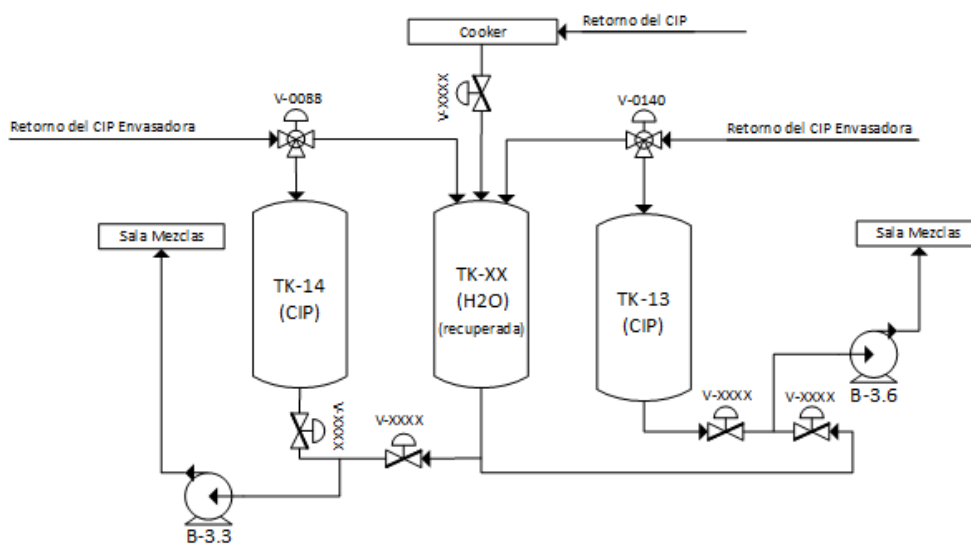 Retorno del CIP
Cooker
V-XXXX
V-0088
V-0140
Retorno del CIP Envasadora
Retorno del CIP Envasadora
Sala Mezclas
Sala Mezclas
TK-14
(CIP)
TK-XX
(H2O)
(recuperada)
TK-13
(CIP)
V-XXXX
V-XXXX
V-XXXX
V-XXXX
B-3.6
B-3.3